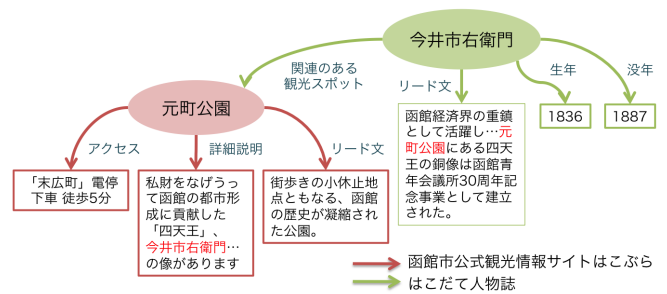 今井市右衛門
関連のある
観光スポット
リード文
生年
没年
元町公園
函館経済界の重鎮
として活躍し…元
町公園にある四天
王の銅像は函館青
年会議所30周年記
念事業として建立
された。
1836
1887
アクセス
詳細説明
リード文
「末広町」電停
下車 徒歩5分
私財をなげうっ
て函館の都市形
成に貢献した
「四天王」、
今井市右衛門…
の像があります
街歩きの小休止地
点ともなる、函館
の歴史が凝縮され
た公園。
函館市公式観光情報サイトはこぶら
はこだて人物誌